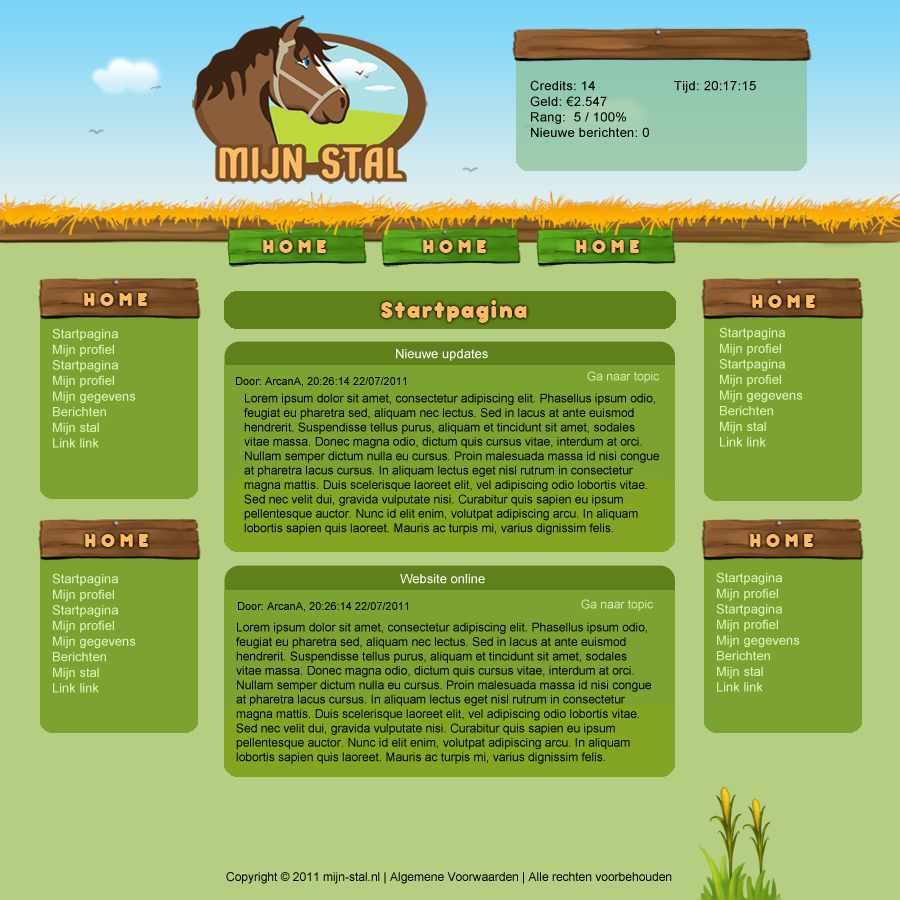 MIJN STAL
Credits: 14
Tijd: 20:17:15
Geld: €2.547
Rang: 5 / 100%
Nieuwe berichten: 0
HOME
HOME
HOME
HOME
Startpagina
Mijn profiel
Startpagina
Mijn profiel
Mijn gegevens
Berichten
Mijn stal
Link link
HOME
Startpagina
Mijn profiel
Startpagina
Mijn profiel
Mijn gegevens
Berichten
Mijn stal
Link link
Startpagina
Nieuwe updates
Door: ArcanA, 20:26:14 22/07/2011
Ga naar topic
Lorem ipsum dolor sit amet, consectetur adipiscing elit. Phasellus ipsum odio,
feugiat eu pharetra sed, aliquam nec lectus. Sed in lacus at ante euismod
hendrerit. Suspendisse tellus purus, aliquam et tincidunt sit amet, sodales
vitae massa. Donec magna odio, dictum quis cursus vitae, interdum at orci.
Nullam semper dictum nulla eu cursus. Proin malesuada massa id nisi congue
at pharetra lacus cursus. In aliquam lectus eget nisl rutrum in consectetur
magna mattis. Duis scelerisque laoreet elit, vel adipiscing odio lobortis vitae.
Sed nec velit dui, gravida vulputate nisi. Curabitur quis sapien eu ipsum
pellentesque auctor. Nunc id elit enim, volutpat adipiscing arcu. In aliquam
lobortis sapien quis laoreet. Mauris ac turpis mi, varius dignissim felis.
Website online
Door: ArcanA, 20:26:14 22/07/2011
Ga naar topic
Lorem ipsum dolor sit amet, consectetur adipiscing elit. Phasellus ipsum odio,
feugiat eu pharetra sed, aliquam nec lectus. Sed in lacus at ante euismod
hendrerit. Suspendisse tellus purus, aliquam et tincidunt sit amet, sodales
vitae massa. Donec magna odio, dictum quis cursus vitae, interdum at orci.
Nullam semper dictum nulla eu cursus. Proin malesuada massa id nisi congue
at pharetra lacus cursus. In aliquam lectus eget nisl rutrum in consectetur
magna mattis. Duis scelerisque laoreet elit, vel adipiscing odio lobortis vitae.
Sed nec velit dui, gravida vulputate nisi. Curabitur quis sapien eu ipsum
pellentesque auctor. Nunc id elit enim, volutpat adipiscing arcu. In aliquam
lobortis sapien quis laoreet. Mauris ac turpis mi, varius dignissim felis.
HOME
Startpagina
Mijn profiel
Startpagina
Mijn profiel
Mijn gegevens
Berichten
Mijn stal
Link link
HOME
Startpagina
Mijn profiel
Startpagina
Mijn profiel
Mijn gegevens
Berichten
Mijn stal
Link link
Copyright © 2011 mijn-stal.nl | Algemene Voorwaarden | Alle rechten voorbehouden